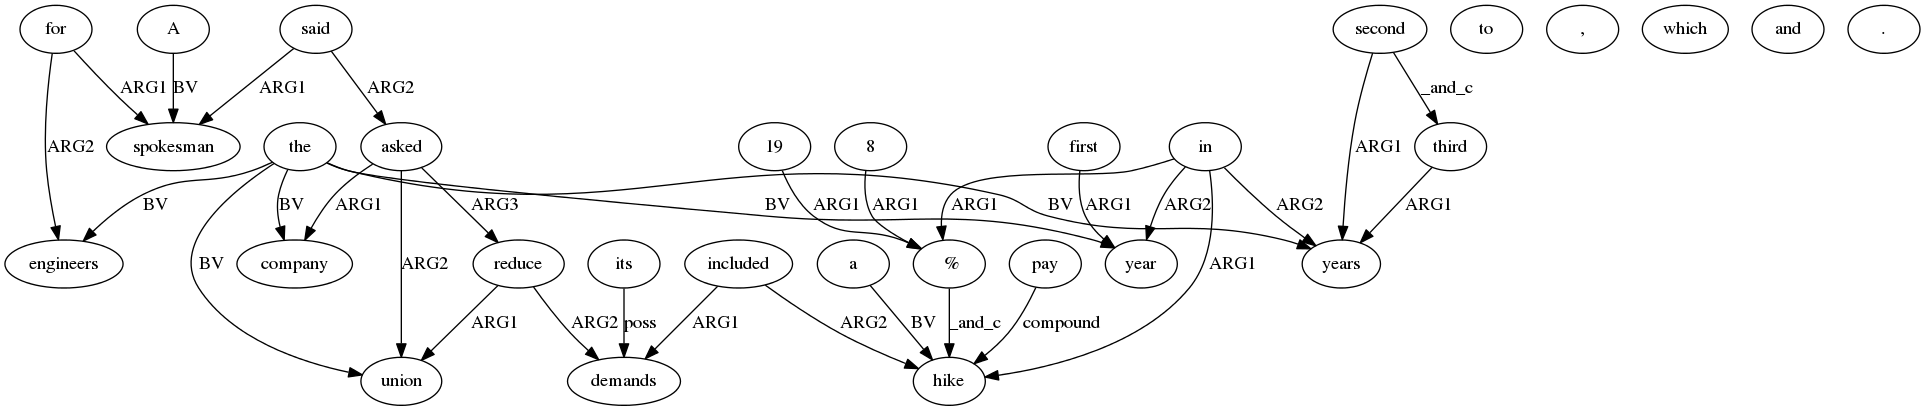 for A said second to , which and .
ARG1 BV ARG1 ARG2 _and_c
spokesman the asked 19 8 first in third
ARG2 BV BV ARG1 ARG3 BV ARG1 ARG1 BV ARG1 ARG1 ARG2 ARG2 ARG1 ARG1
engineers company reduce its included a % pay year years
BV ARG2 ARG1
ARG1 ARG2 poss ARG1 ARG2 BV _and_c compound
union demands hike